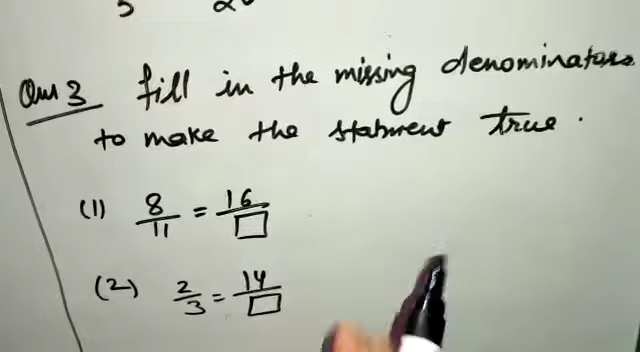 Qus 3 fill in the missing denominators
to make the statment true.
(1) 8/11 = 16/□
(2) 2/3 = 14/□